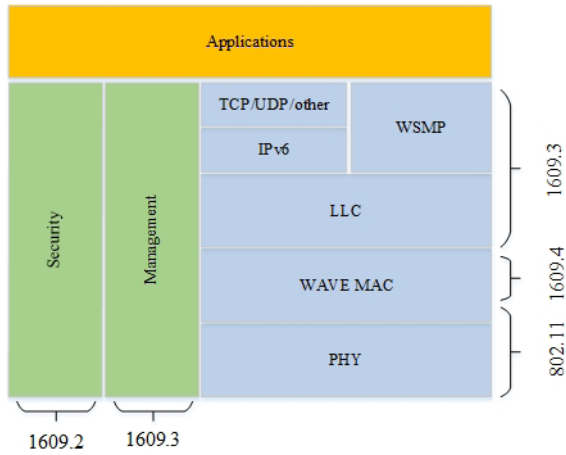 Applications
TCP/UDP/other
WSMP
IPv6
LLC
WAVE MAC
PHY
Security
Management
1609.3
1609.4
802.11
1609.2
1609.3